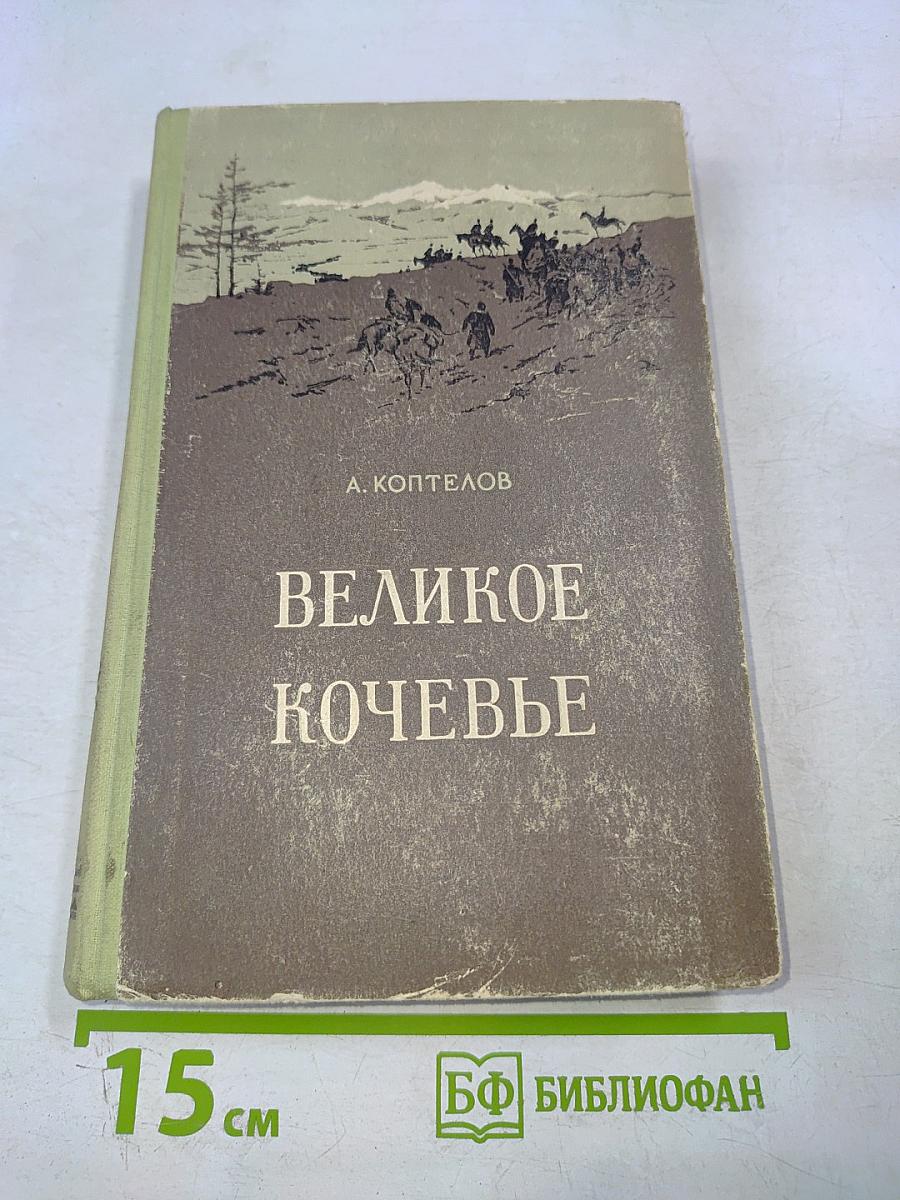 А. КОПТЕЛОВ
ВЕЛИКОЕ
КОЧЕВЬЕ
15 см
БФ БИБЛИОФАН